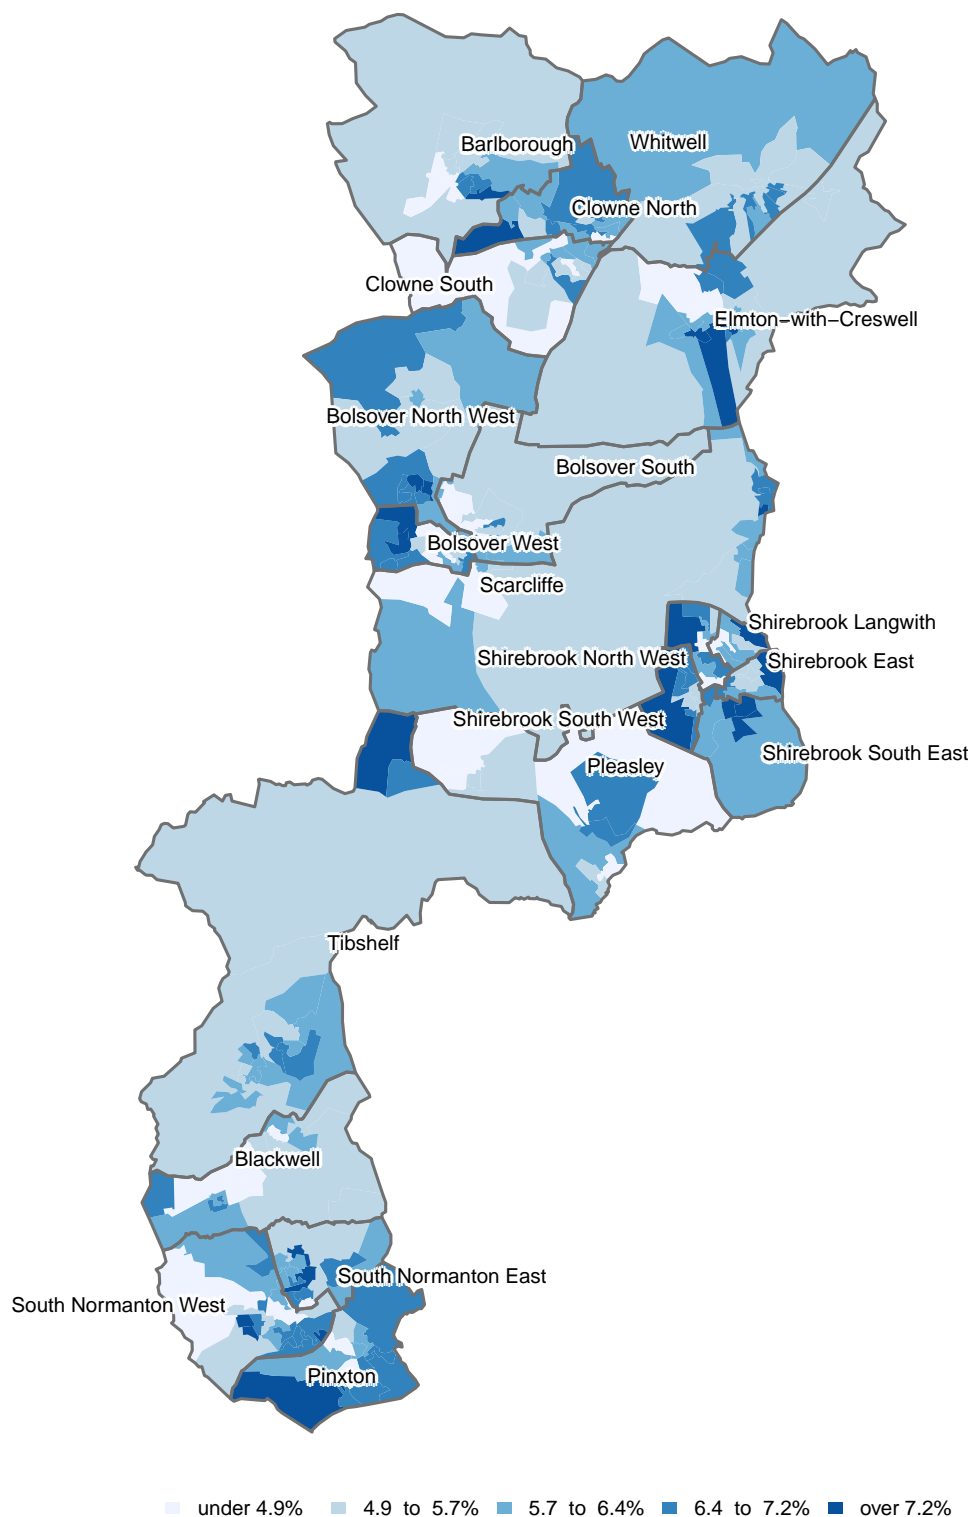 Barlborough
Whitwell
Clowne North
Clowne South
Elmton−with−Creswell
Bolsover North West
Bolsover South
Bolsover West
Scarcliffe
Shirebrook Langwith
Shirebrook North West
Shirebrook East
Shirebrook South West
Shirebrook South East
Pleasley
Tibshelf
Blackwell
South Normanton East
South Normanton West
Pinxton
under 4.9% 4.9 to 5.7% 5.7 to 6.4% 6.4 to 7.2% over 7.2%